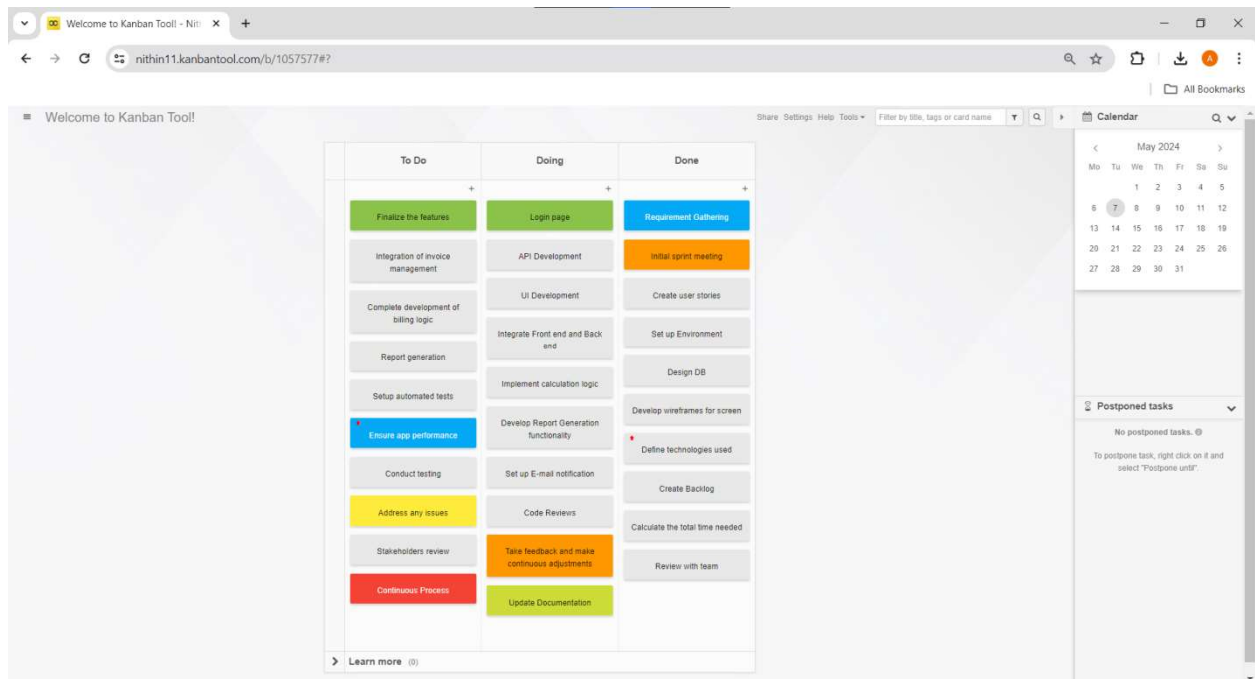 Welcome to Kanban Tool! - Nit
nithin11.kanbantool.com/b/1057577#?
A
All Bookmarks
Welcome to Kanban Tool!
Share Settings Help Tools
Filter by title, tags or card name
Calendar
To Do
Doing
Done
Finalize the features
Integration of invoice
management
Complete development of
billing logic
Report generation
Setup automated tests
Ensure app performance
Conduct testing
Address any issues
Stakeholders review
Continuous Process
Login page
API Development
UI Development
Integrate Front end and Back
end
Implement calculation logic
Develop Report Generation
functionality
Set up E-mail notification
Code Reviews
Take feedback and make
continuous adjustments
Update Documentation
Requirement Gathering
Initial sprint meeting
Create user stories
Set up Environment
Design DB
Develop wireframes for screen
Define technologies used
Create Backlog
Calculate the total time needed
Review with team
Learn more (0)
May 2024
Mo Tu We Th Fr Sa Su
1 2 3 4 5
6 7 8 9 10 11 12
13 14 15 16 17 18 19
20 21 22 23 24 25 26
27 28 29 30 31
Postponed tasks
No postponed tasks.
To postpone task, right click on it and
select "Postpone until".